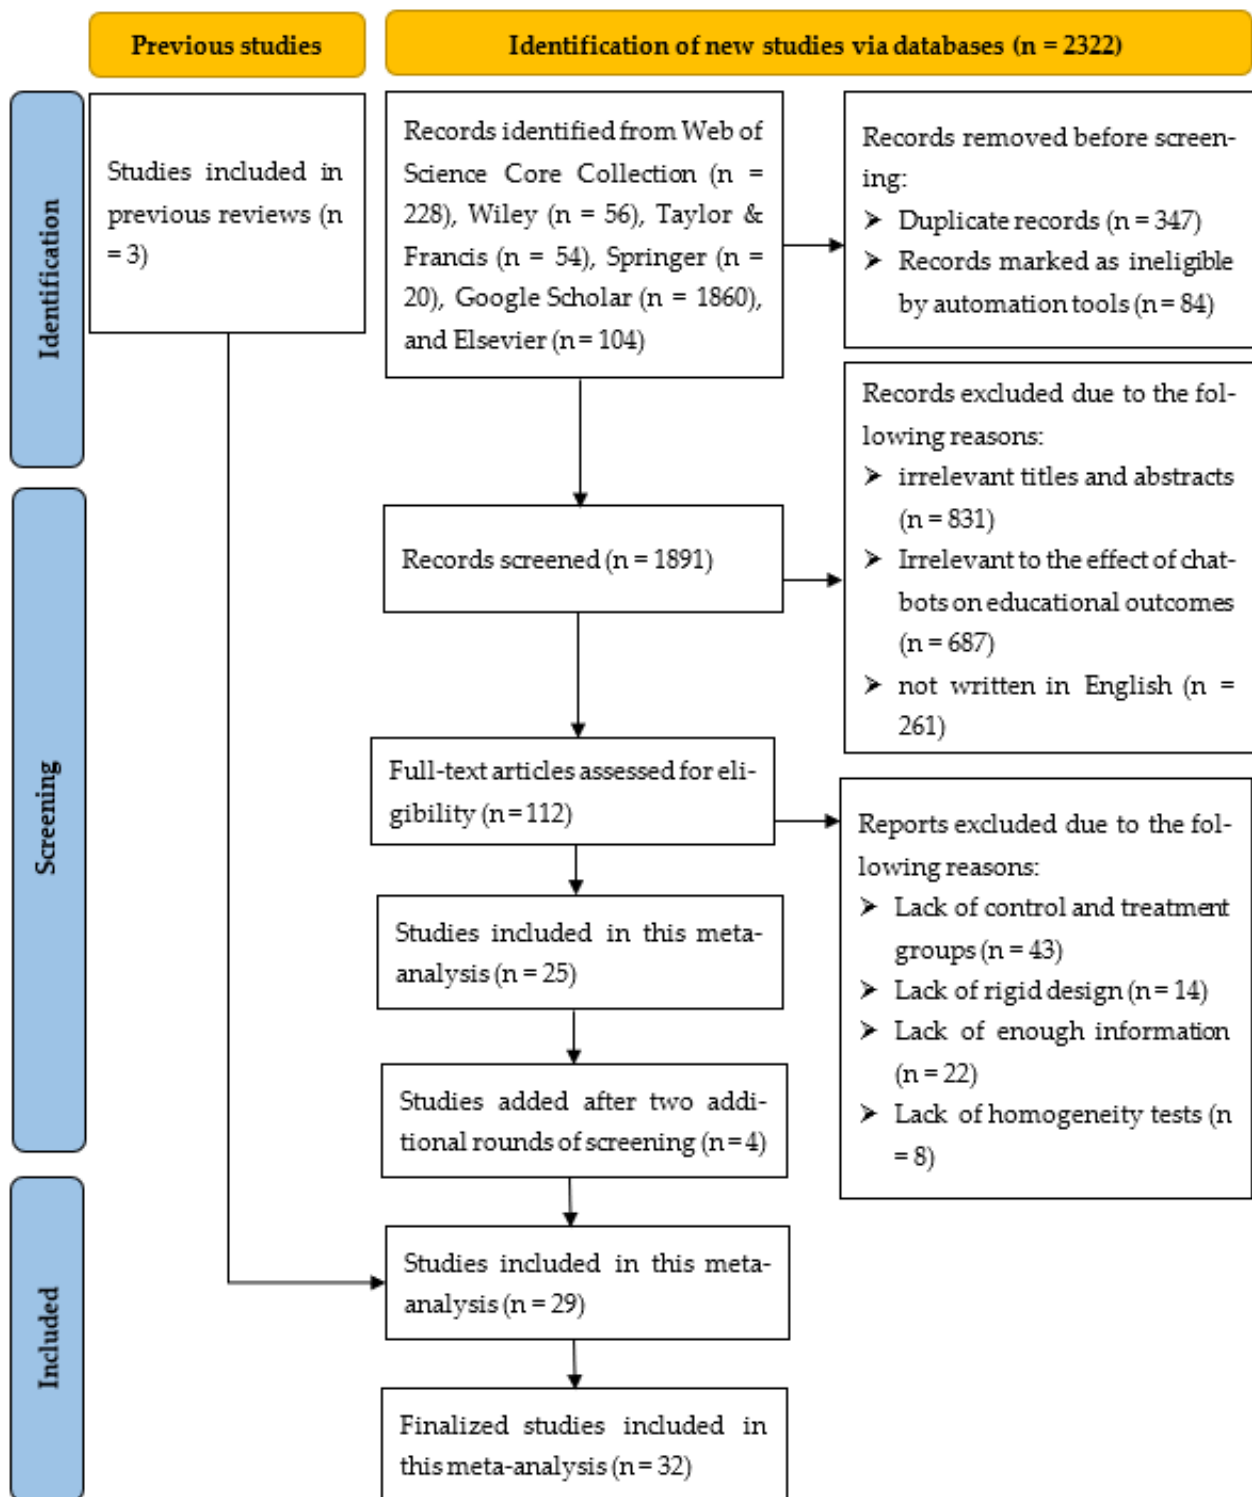 Previous studies
Identification of new studies via databases (n = 2322)
Identification
Studies included in
previous reviews (n
= 3)
Records identified from Web of
Science Core Collection (n =
228), Wiley (n = 56), Taylor &
Francis (n = 54), Springer (n =
20), Google Scholar (n = 1860),
and Elsevier (n = 104)
Records removed before screen-
ing:
➤ Duplicate records (n = 347)
➤ Records marked as ineligible
by automation tools (n = 84)
Screening
Records screened (n = 1891)
Records excluded due to the fol-
lowing reasons:
➤ irrelevant titles and abstracts
(n = 831)
➤ Irrelevant to the effect of chat-
bots on educational outcomes
(n = 687)
➤ not written in English (n =
261)
Full-text articles assessed for eli-
gibility (n = 112)
Reports excluded due to the fol-
lowing reasons:
➤ Lack of control and treatment
groups (n = 43)
➤ Lack of rigid design (n = 14)
➤ Lack of enough information
(n = 22)
➤ Lack of homogeneity tests (n
= 8)
Studies included in this meta-
analysis (n = 25)
Studies added after two addi-
tional rounds of screening (n = 4)
Included
Studies included in this meta-
analysis (n = 29)
Finalized studies included in
this meta-analysis (n = 32)